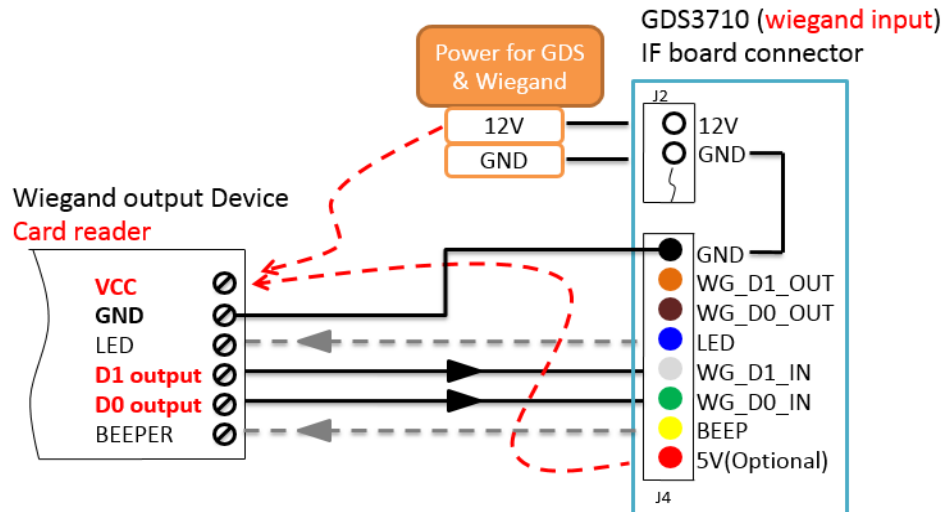 GDS3710 (wiegand input)
IF board connector
Power for GDS
& Wiegand
12V
GND
J2
12V
GND
Wiegand output Device
Card reader
VCC
GND
LED
D1 output
D0 output
BEEPER
GND
WG_D1_OUT
WG_D0_OUT
LED
WG_D1_IN
WG_D0_IN
BEEP
5V(Optional)
J4